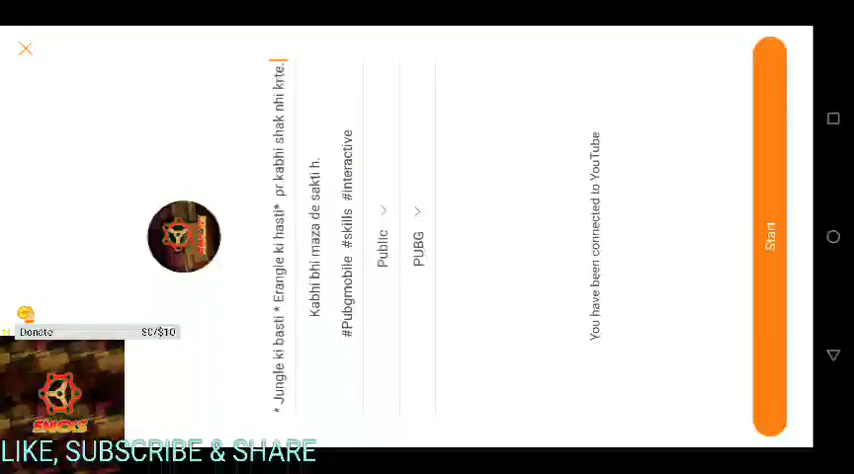 * Jungle ki basti * Erangle ki hasti*  pr kabhi shak nhi krte.
Kabhi bhi maza de sakti h.
#Pubgmobile  #skills  #interactive
Public
PUBG
You have been connected to YouTube
Start
Donate $0/$10
SNICKS
LIKE, SUBSCRIBE & SHARE